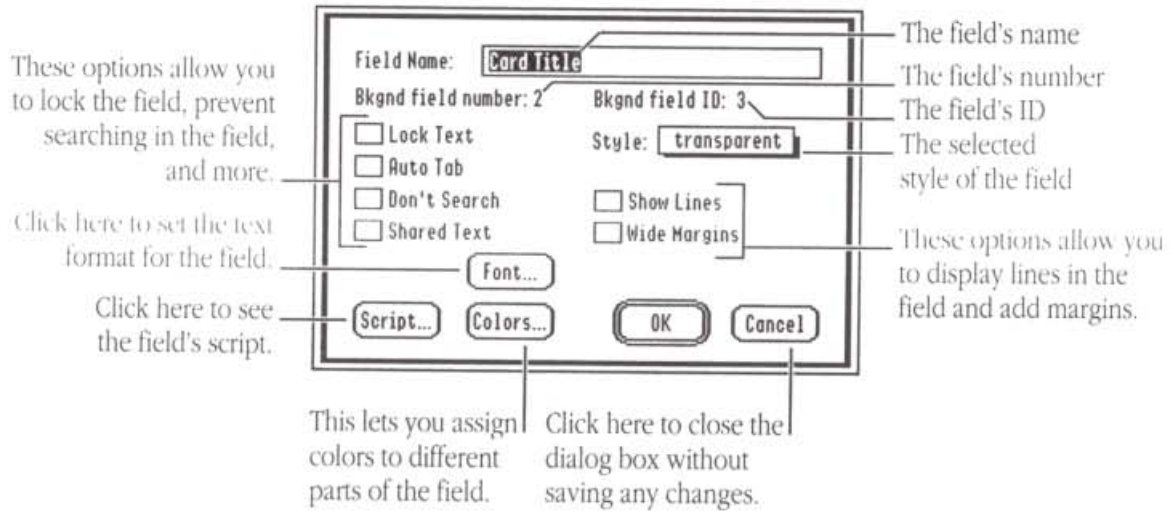 These options allow you
to lock the field, prevent
searching in the field,
and more.
Click here to set the text
format for the field.
Click here to see
the field's script.
Field Name: Card Title
Bkgnd field number: 2 Bkgnd field ID: 3
Lock Text
Auto Tab
Don't Search
Shared Text
Style: transparent
Show Lines
Wide Margins
Font...
Script... Colors... OK Cancel
The field's name
The field's number
The field's ID
The selected
style of the field
These options allow you
to display lines in the
field and add margins.
This lets you assign
colors to different
parts of the field.
Click here to close the
dialog box without
saving any changes.